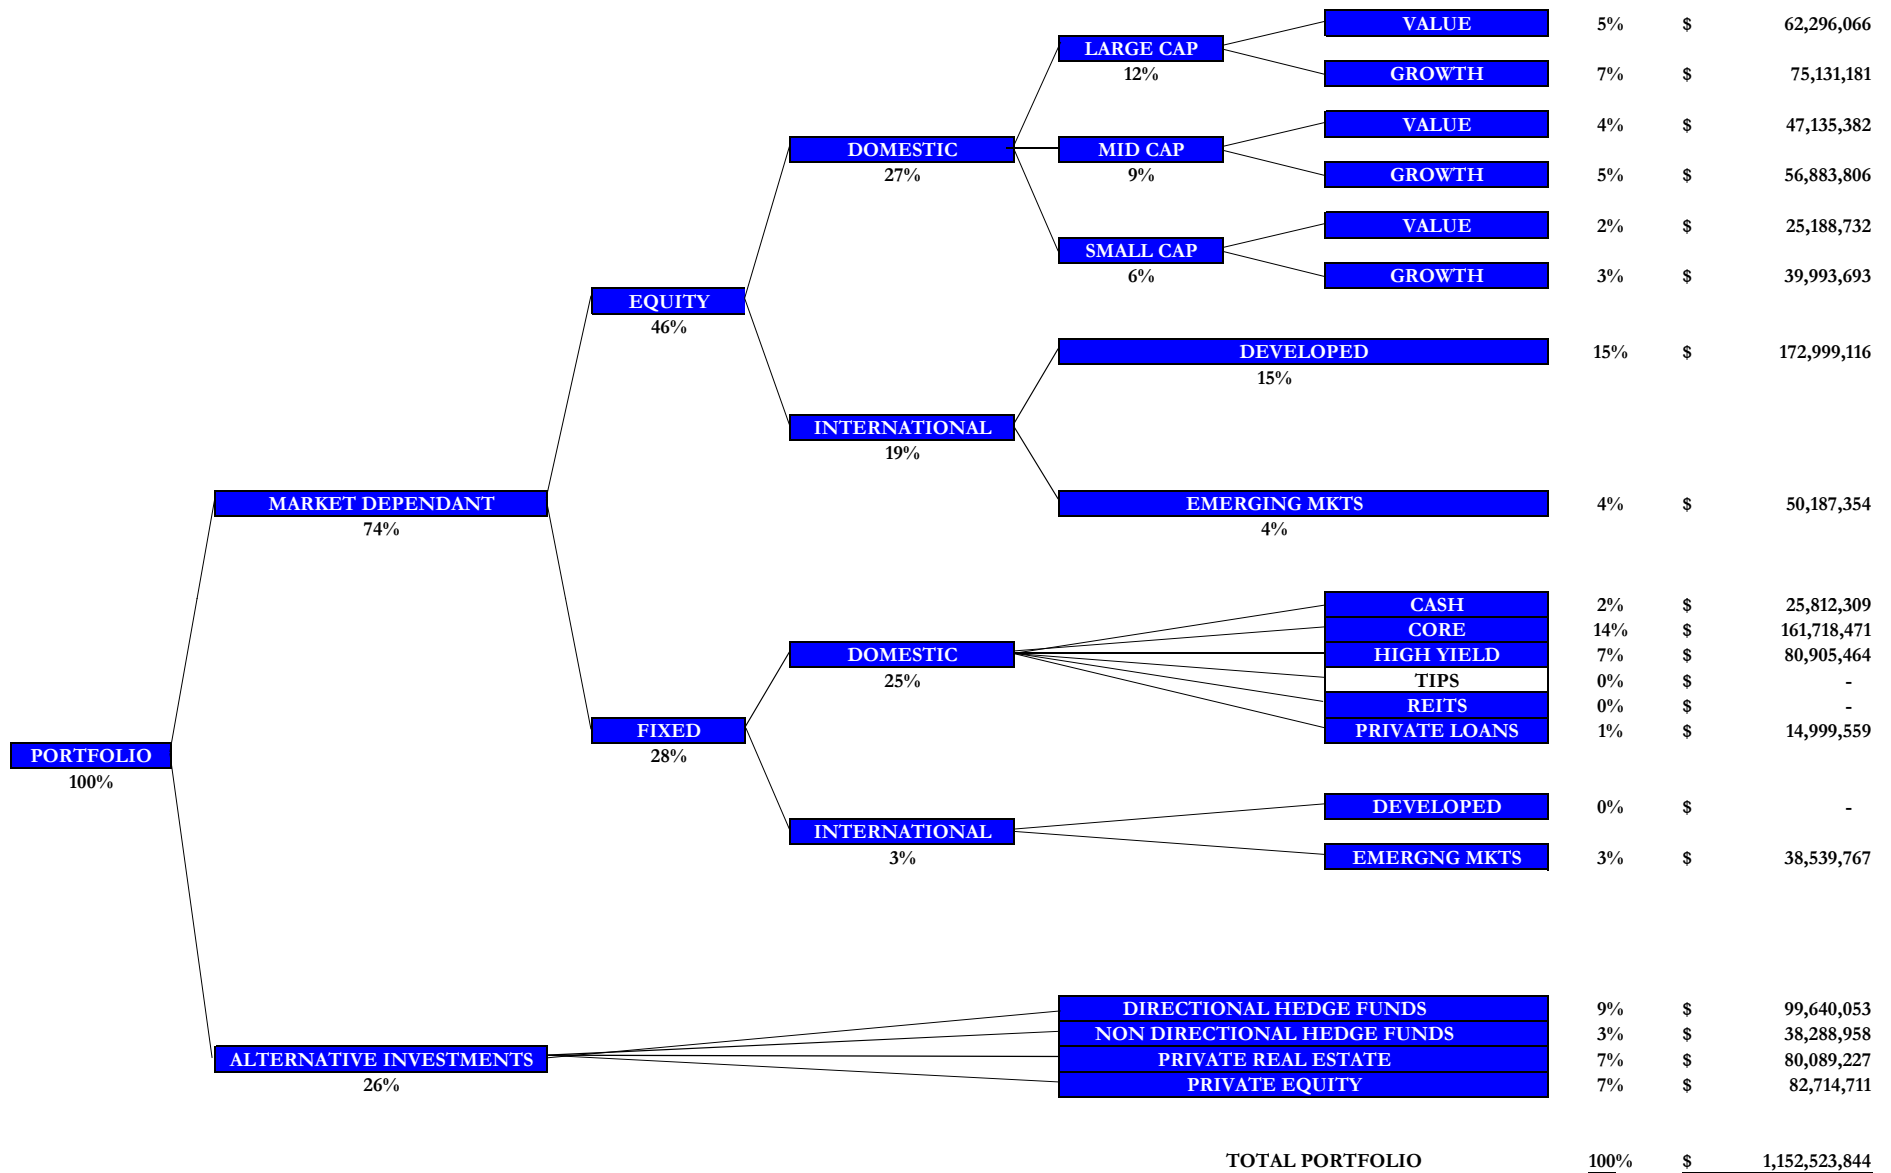 VALUE 5% $ 62,296,066
LARGE CAP
12%
GROWTH 7% $ 75,131,181
VALUE 4% $ 47,135,382
DOMESTIC MID CAP
27% 9%
GROWTH 5% $ 56,883,806
VALUE 2% $ 25,188,732
SMALL CAP
6%
GROWTH 3% $ 39,993,693
EQUITY
46%
DEVELOPED 15% $ 172,999,116
15%
INTERNATIONAL
19%
MARKET DEPENDANT EMERGING MKTS 4% $ 50,187,354
74% 4%
CASH 2% $ 25,812,309
CORE 14% $ 161,718,471
DOMESTIC HIGH YIELD 7% $ 80,905,464
25% TIPS 0% $ -
REITS 0% $ -
FIXED PRIVATE LOANS 1% $ 14,999,559
28%
PORTFOLIO
100%
DEVELOPED 0% $ -
INTERNATIONAL
3% EMERGNG MKTS 3% $ 38,539,767
DIRECTIONAL HEDGE FUNDS 9% $ 99,640,053
NON DIRECTIONAL HEDGE FUNDS 3% $ 38,288,958
ALTERNATIVE INVESTMENTS PRIVATE REAL ESTATE 7% $ 80,089,227
26% PRIVATE EQUITY 7% $ 82,714,711
TOTAL PORTFOLIO 100% $ 1,152,523,844